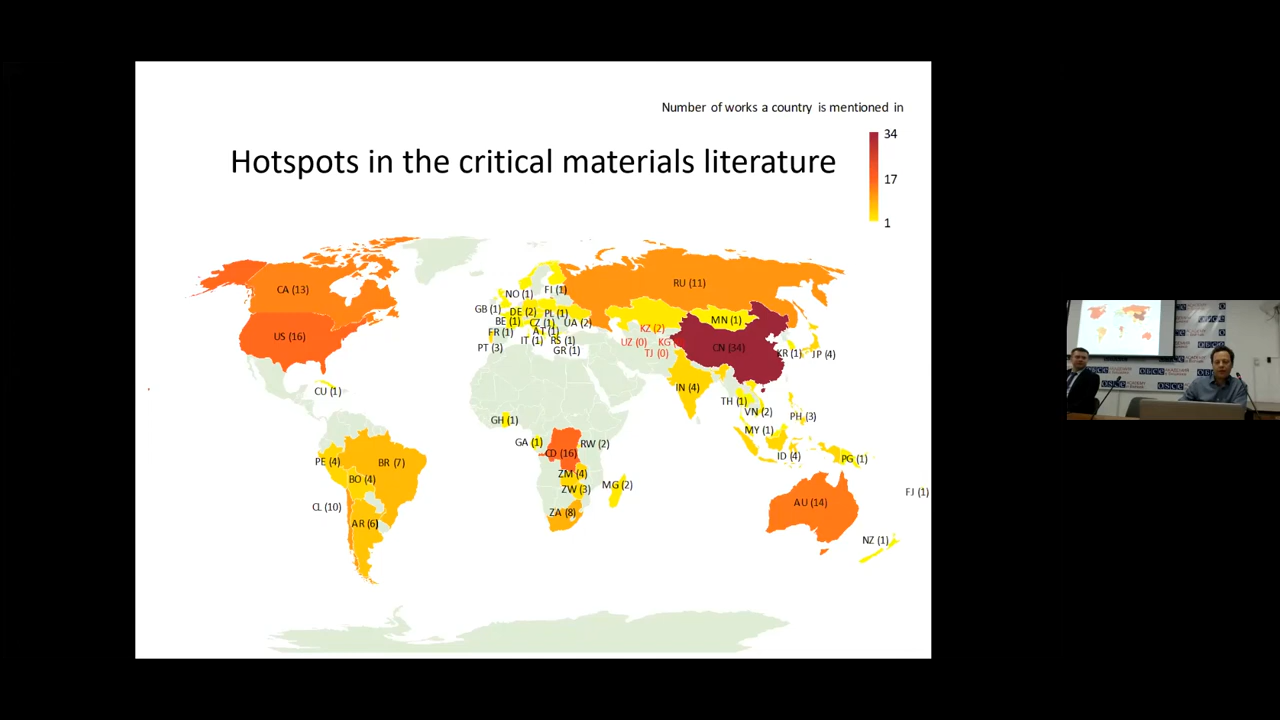 Number of works a country is mentioned in
34
17
1
Hotspots in the critical materials literature
CA (13)
US (16)
CU (1)
PE (4)
BR (7)
BO (4)
CL (10)
AR (6)
NO (1)
FI (1)
GB (1)
DE (2)
PL (1)
BE (1)
CZ (1)
UA (2)
FR (1)
AT (1)
IT (1)
RS (1)
PT (3)
GR (1)
RU (11)
KZ (2)
UZ (0)
KG
TJ (0)
MN (1)
CN (34)
KR (1)
JP (4)
IN (4)
TH (1)
VN (2)
PH (3)
MY (1)
ID (4)
PG (1)
GH (1)
GA (1)
CD (16)
RW (2)
ZM (4)
ZW (3)
MG (2)
ZA (8)
AU (14)
FJ (1)
NZ (1)
OSCE
ACADEMY